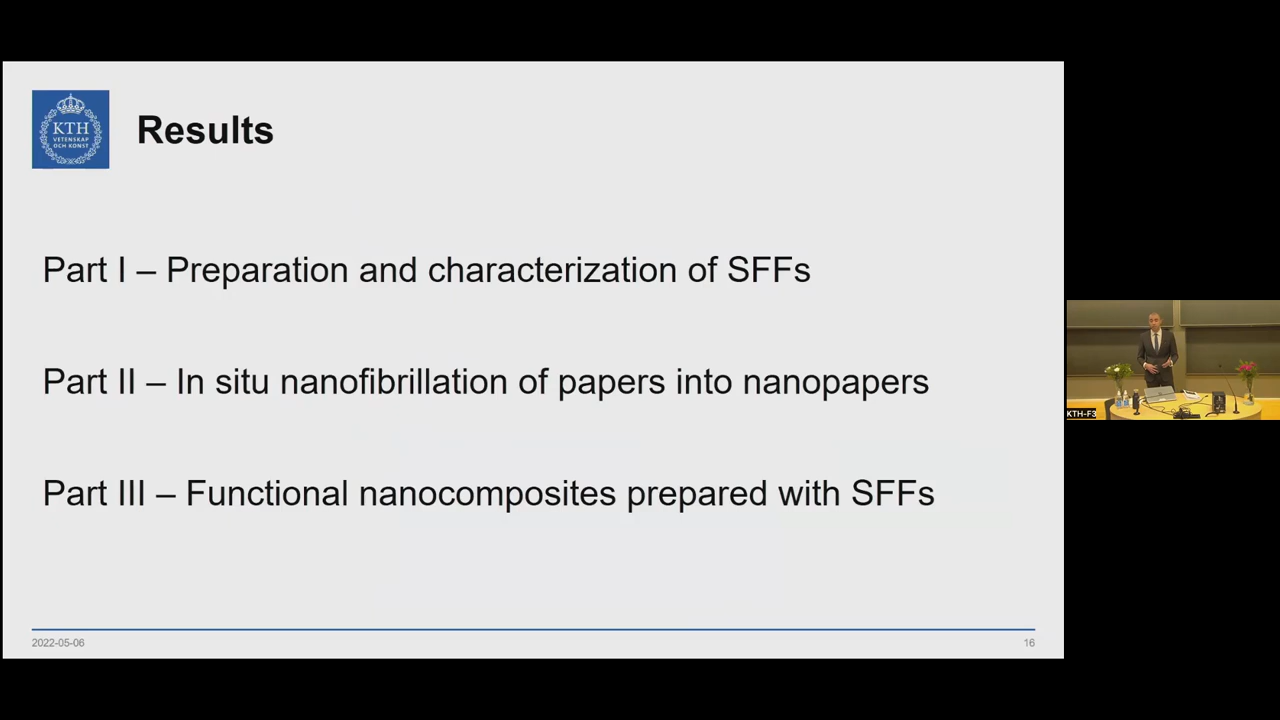 KTH
VETENSKAP
OCH KONST
Results
Part I – Preparation and characterization of SFFs
Part II – In situ nanofibrillation of papers into nanopapers
Part III – Functional nanocomposites prepared with SFFs
2022-05-06
16
KTH-F3